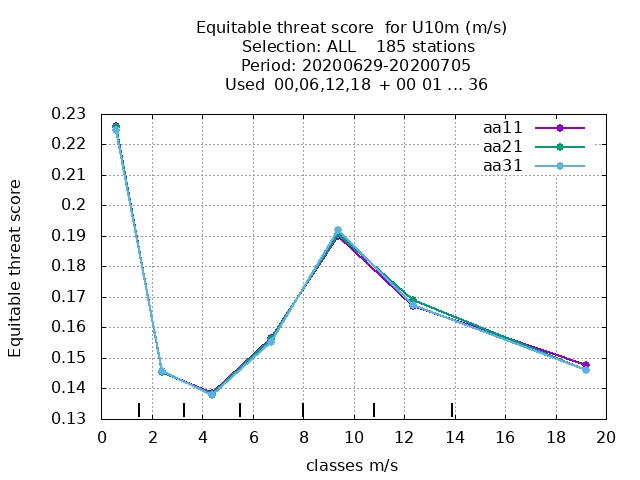 Equitable threat score for U10m (m/s)
Selection: ALL 185 stations
Period: 20200629-20200705
Used 00,06,12,18 + 00 01 ... 36
aa11
aa21
aa31
Equitable threat score
0.23
0.22
0.21
0.2
0.19
0.18
0.17
0.16
0.15
0.14
0.13
0 2 4 6 8 10 12 14 16 18 20
classes m/s